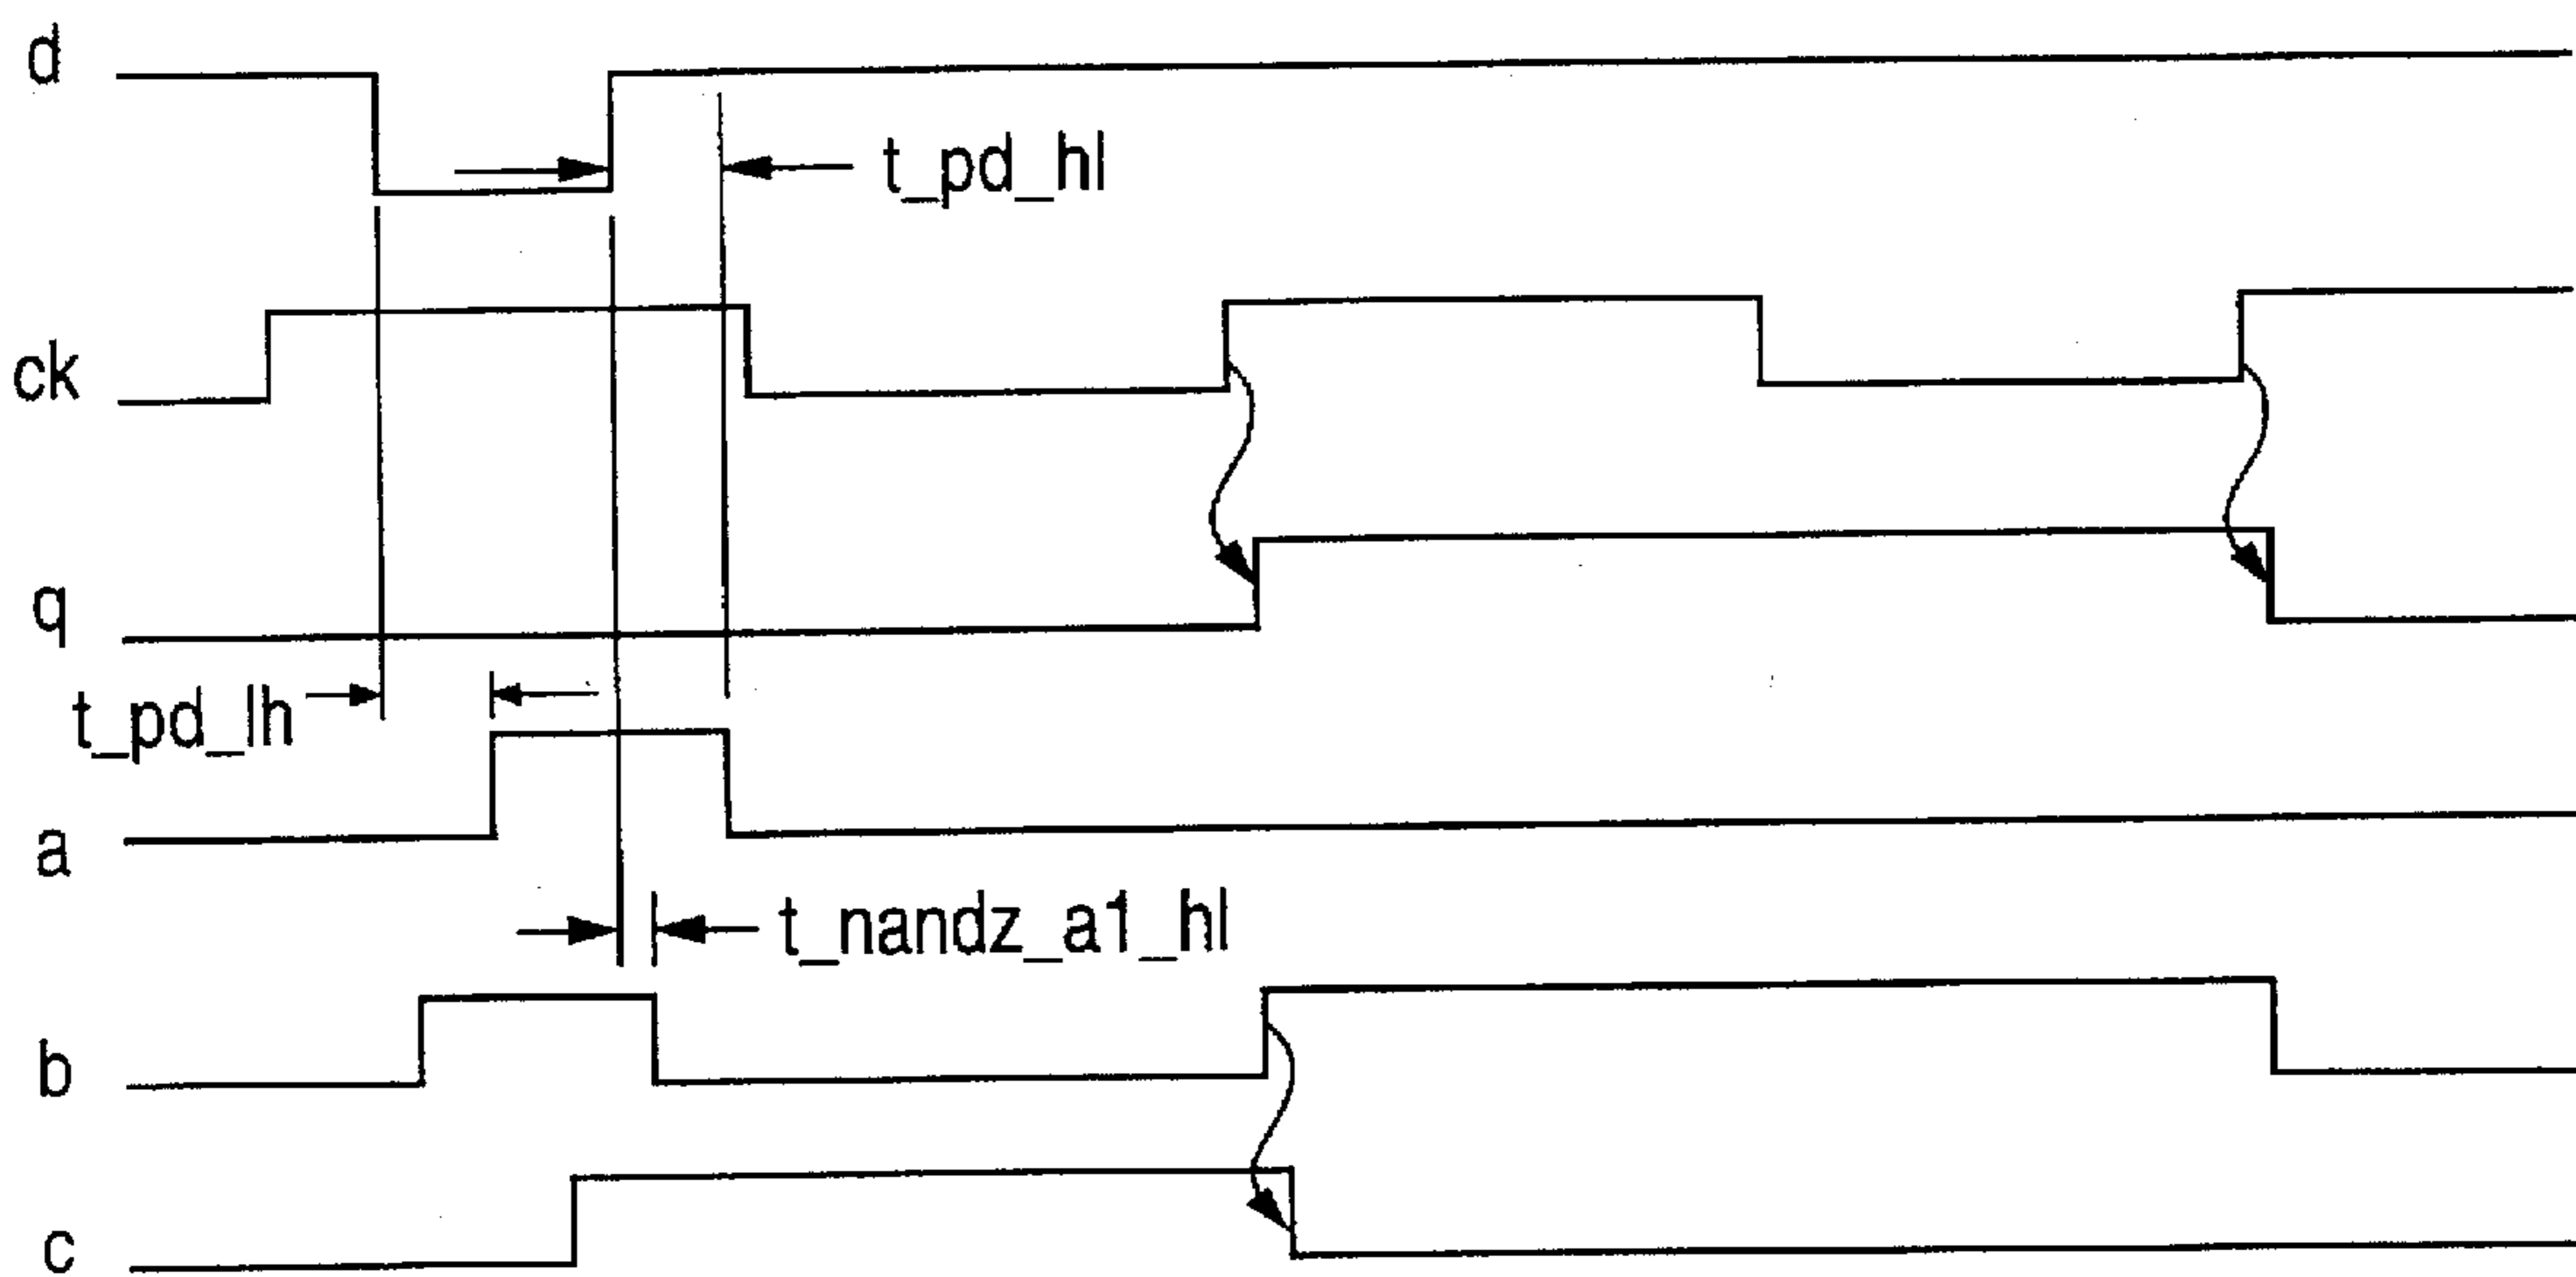 d
t_pd_hl
ck
q
t_pd_lh
a
t_nandz_a1_hl
b
c